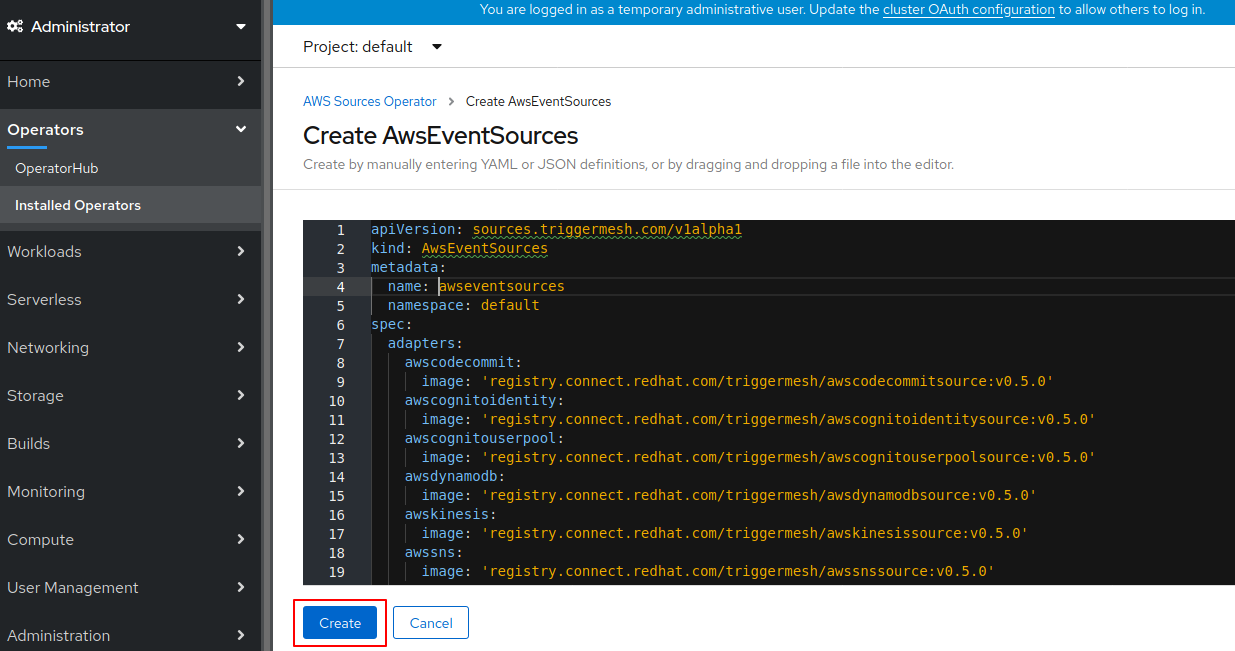 Administrator
Home
Operators
OperatorHub
Installed Operators
Workloads
Serverless
Networking
Storage
Builds
Monitoring
Compute
User Management
Administration
You are logged in as a temporary administrative user. Update the cluster OAuth configuration to allow others to log in.
Project: default
AWS Sources Operator > Create AwsEventSources
Create AwsEventSources
Create by manually entering YAML or JSON definitions, or by dragging and dropping a file into the editor.
1 apiVersion: sources.triggermesh.com/v1alpha1
2 kind: AwsEventSources
3 metadata:
4   name: awseventsources
5   namespace: default
6 spec:
7   adapters:
8     awscodecommit:
9       image: 'registry.connect.redhat.com/triggermesh/awscodecommitsource:v0.5.0'
10     awscognitoidentity:
11       image: 'registry.connect.redhat.com/triggermesh/awscognitoidentitysource:v0.5.0'
12     awscognitouserpool:
13       image: 'registry.connect.redhat.com/triggermesh/awscognitouserpoolsource:v0.5.0'
14     awsdynamodb:
15       image: 'registry.connect.redhat.com/triggermesh/awsdynamodbsource:v0.5.0'
16     awskinesis:
17       image: 'registry.connect.redhat.com/triggermesh/awskinesissource:v0.5.0'
18     awssns:
19       image: 'registry.connect.redhat.com/triggermesh/awssnssource:v0.5.0'
Create Cancel